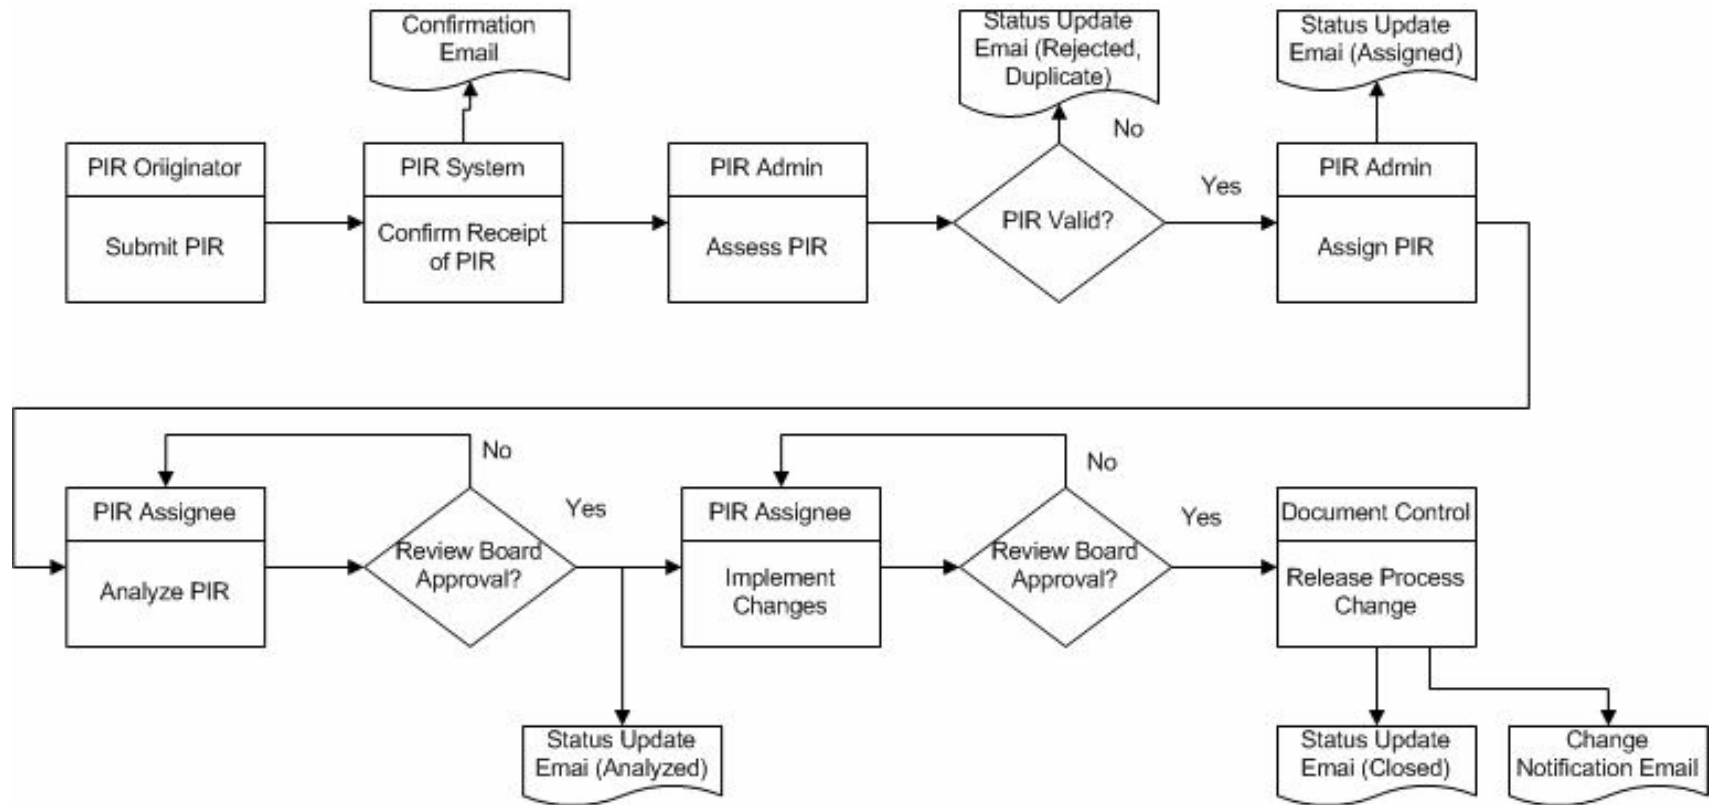 Confirmation
Email
Status Update
Emai (Rejected,
Duplicate)
Status Update
Emai (Assigned)
No
PIR Oriiginator
Submit PIR
PIR System
Confirm Receipt
of PIR
PIR Admin
Assess PIR
PIR Valid?
Yes
PIR Admin
Assign PIR
No
No
PIR Assignee
Analyze PIR
Review Board
Approval?
Yes
PIR Assignee
Implement
Changes
Review Board
Approval?
Yes
Document Control
Release Process
Change
Status Update
Emai (Analyzed)
Status Update
Emai (Closed)
Change
Notification Email